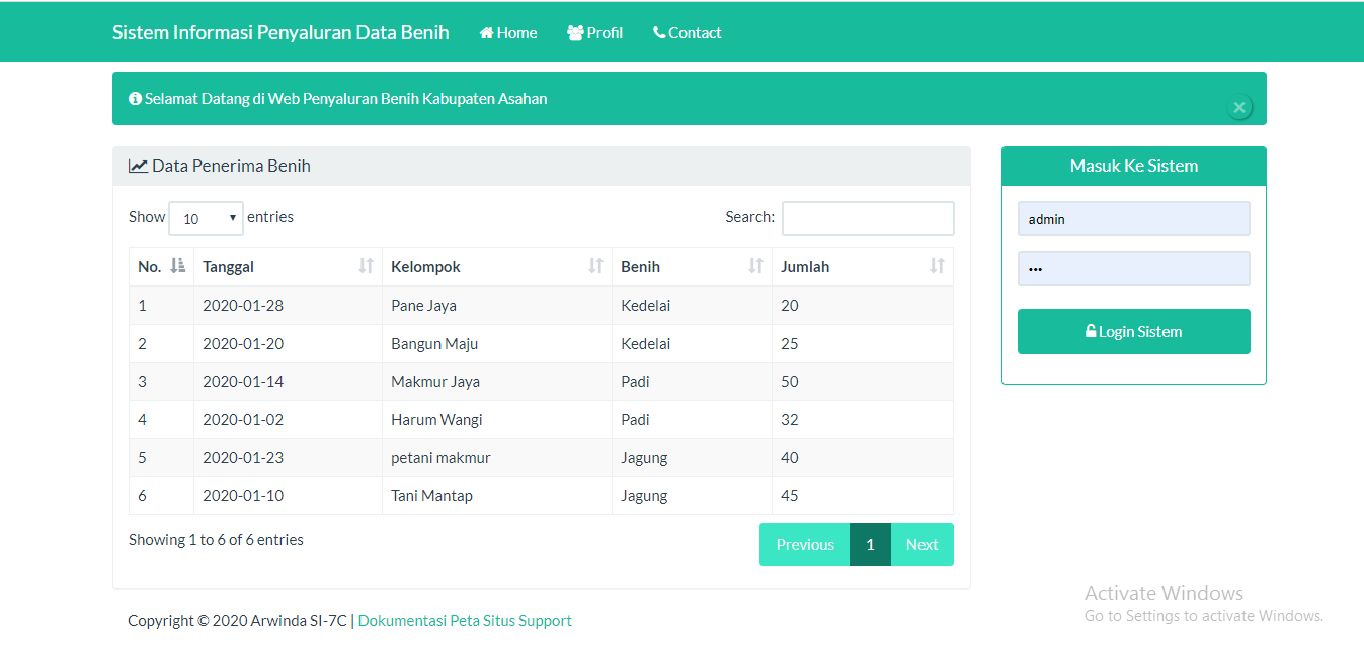 Sistem Informasi Penyaluran Data Benih Home Profil Contact
Selamat Datang di Web Penyaluran Benih Kabupaten Asahan
×
Data Penerima Benih
Show 10 entries Search:
No. Tanggal Kelompok Benih Jumlah
1 2020-01-28 Pane Jaya Kedelai 20
2 2020-01-20 Bangun Maju Kedelai 25
3 2020-01-14 Makmur Jaya Padi 50
4 2020-01-02 Harum Wangi Padi 32
5 2020-01-23 petani makmur Jagung 40
6 2020-01-10 Tani Mantap Jagung 45
Showing 1 to 6 of 6 entries
Previous 1 Next
Masuk Ke Sistem
admin
•••
Login Sistem
Copyright © 2020 Arwinda SI-7C | Dokumentasi Peta Situs Support
Activate Windows
Go to Settings to activate Windows.